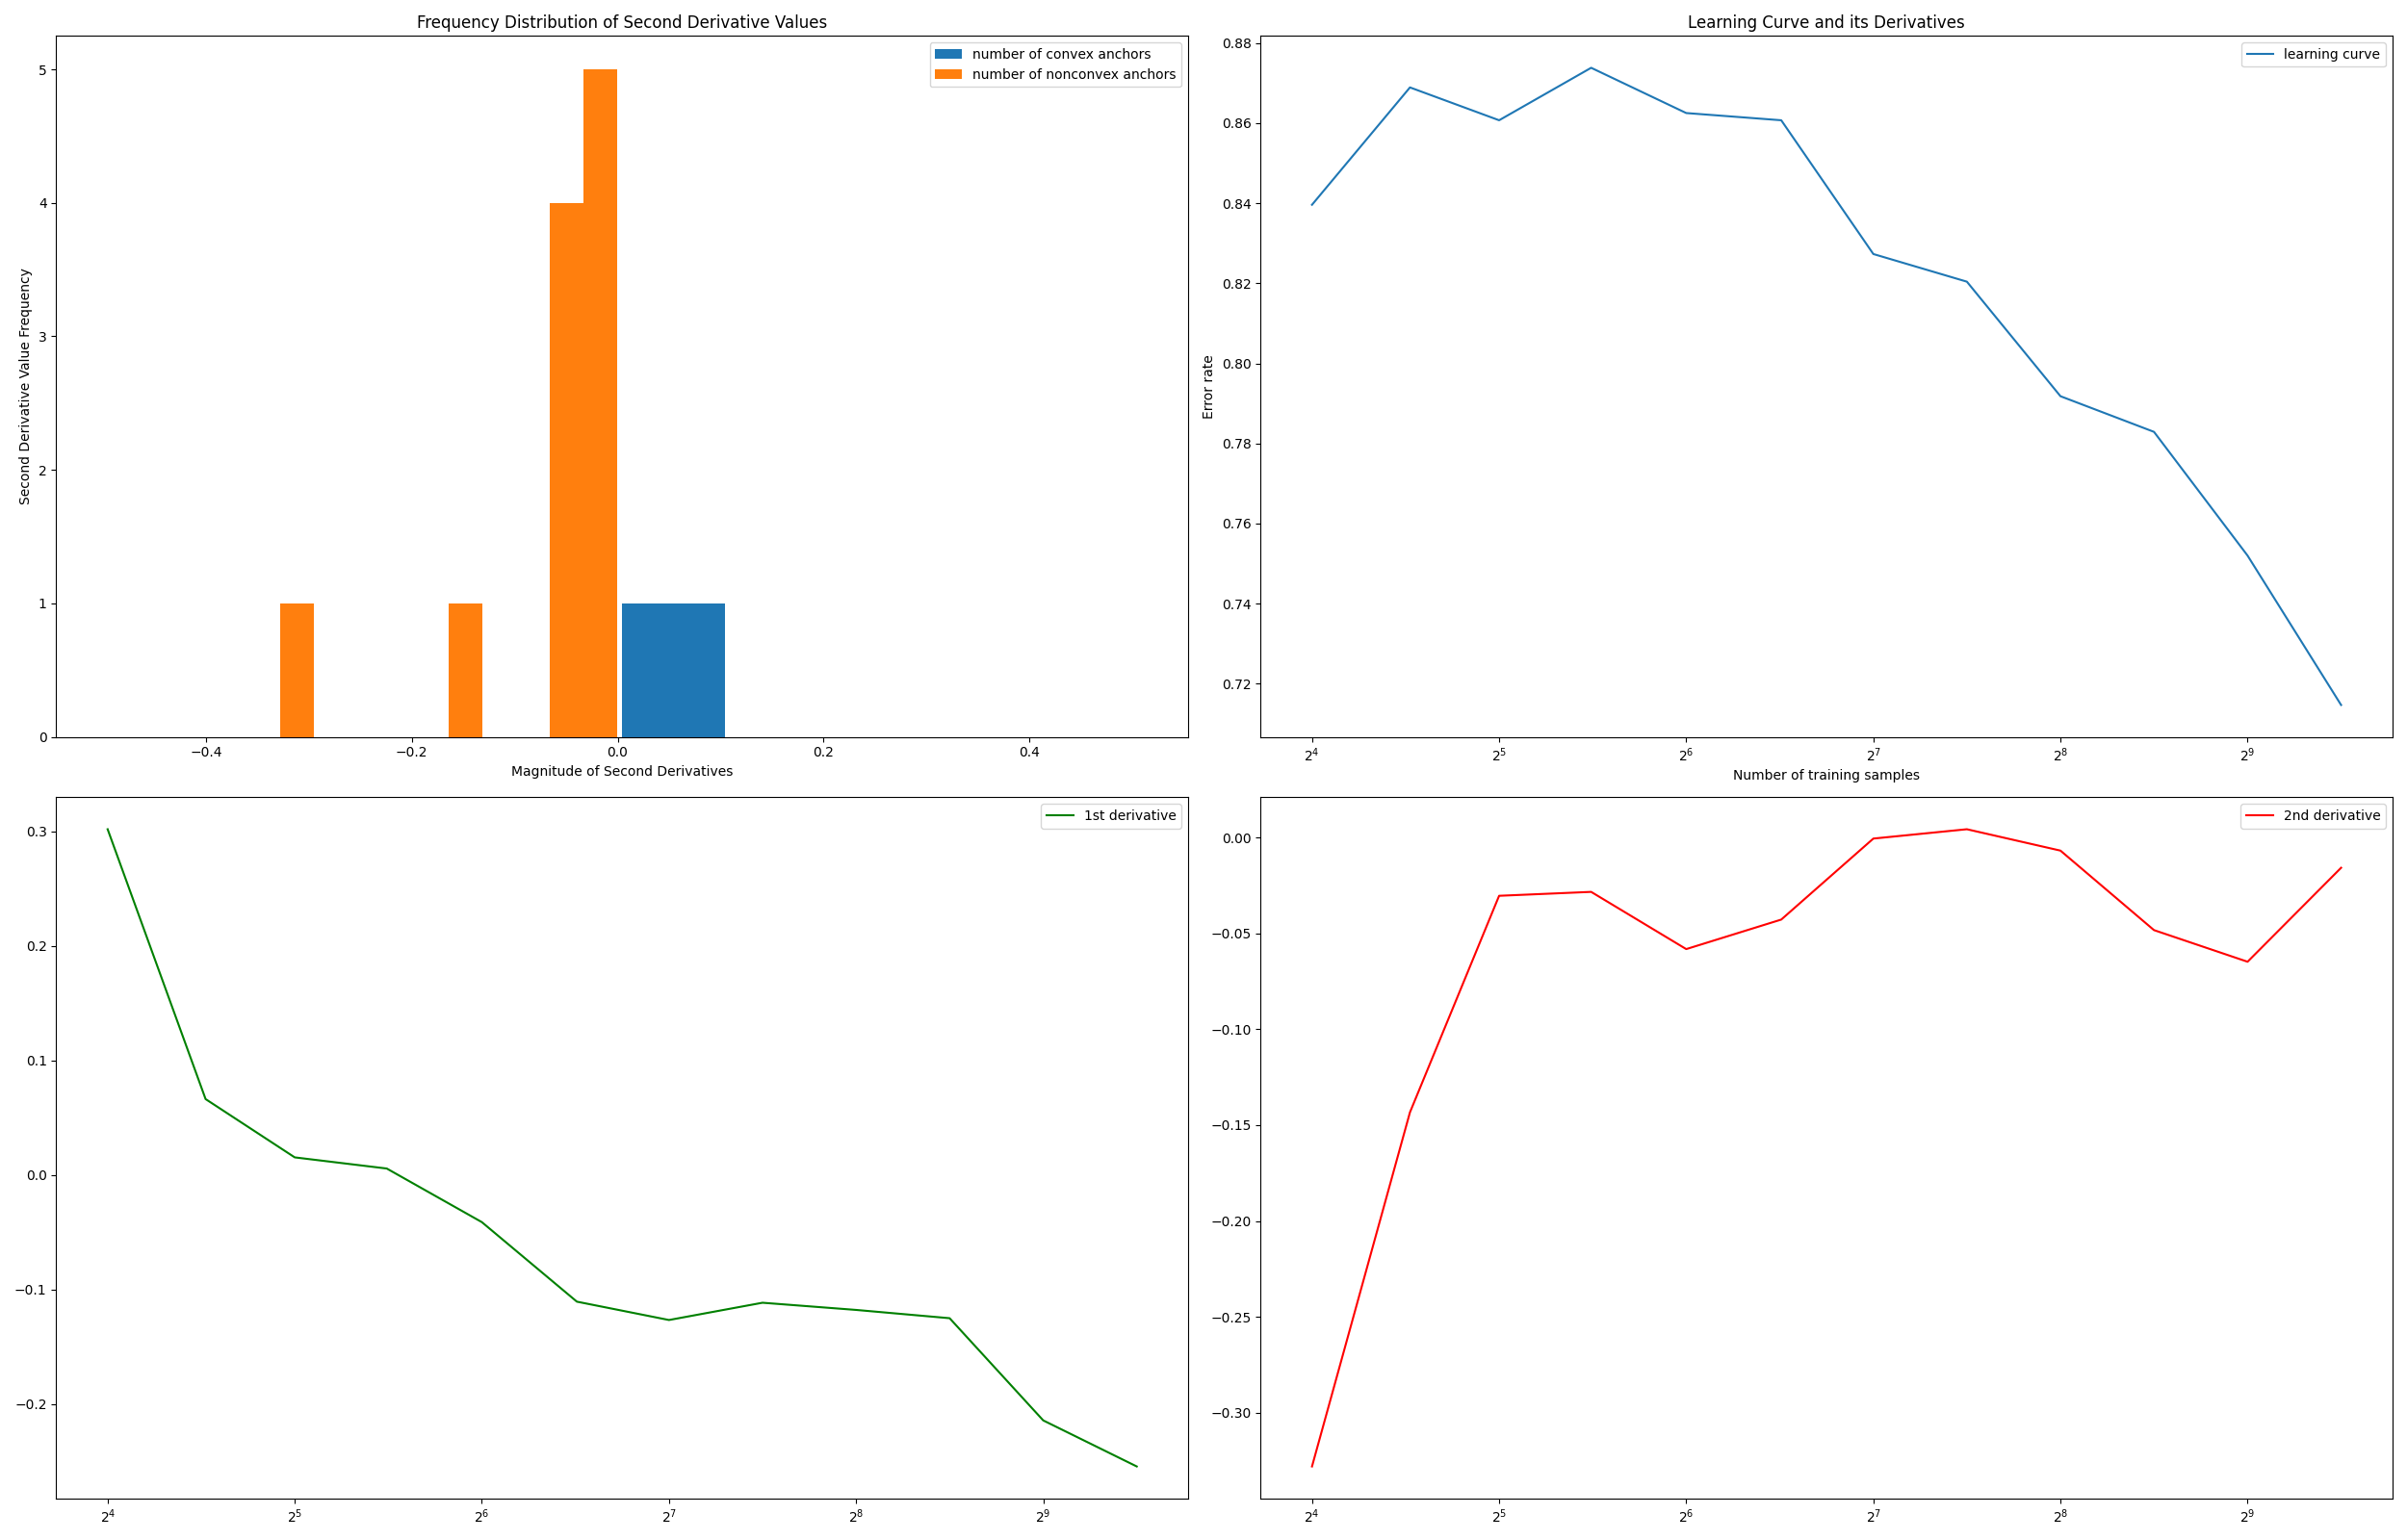 Frequency Distribution of Second Derivative Values
number of convex anchors
number of nonconvex anchors
Second Derivative Value Frequency
5
4
3
2
1
0
−0.4 −0.2 0.0 0.2 0.4
Magnitude of Second Derivatives
Learning Curve and its Derivatives
learning curve
Error rate
0.88
0.86
0.84
0.82
0.80
0.78
0.76
0.74
0.72
2⁴ 2⁵ 2⁶ 2⁷ 2⁸ 2⁹
Number of training samples
1st derivative
0.3
0.2
0.1
0.0
−0.1
−0.2
2⁴ 2⁵ 2⁶ 2⁷ 2⁸ 2⁹
2nd derivative
0.00
−0.05
−0.10
−0.15
−0.20
−0.25
−0.30
2⁴ 2⁵ 2⁶ 2⁷ 2⁸ 2⁹